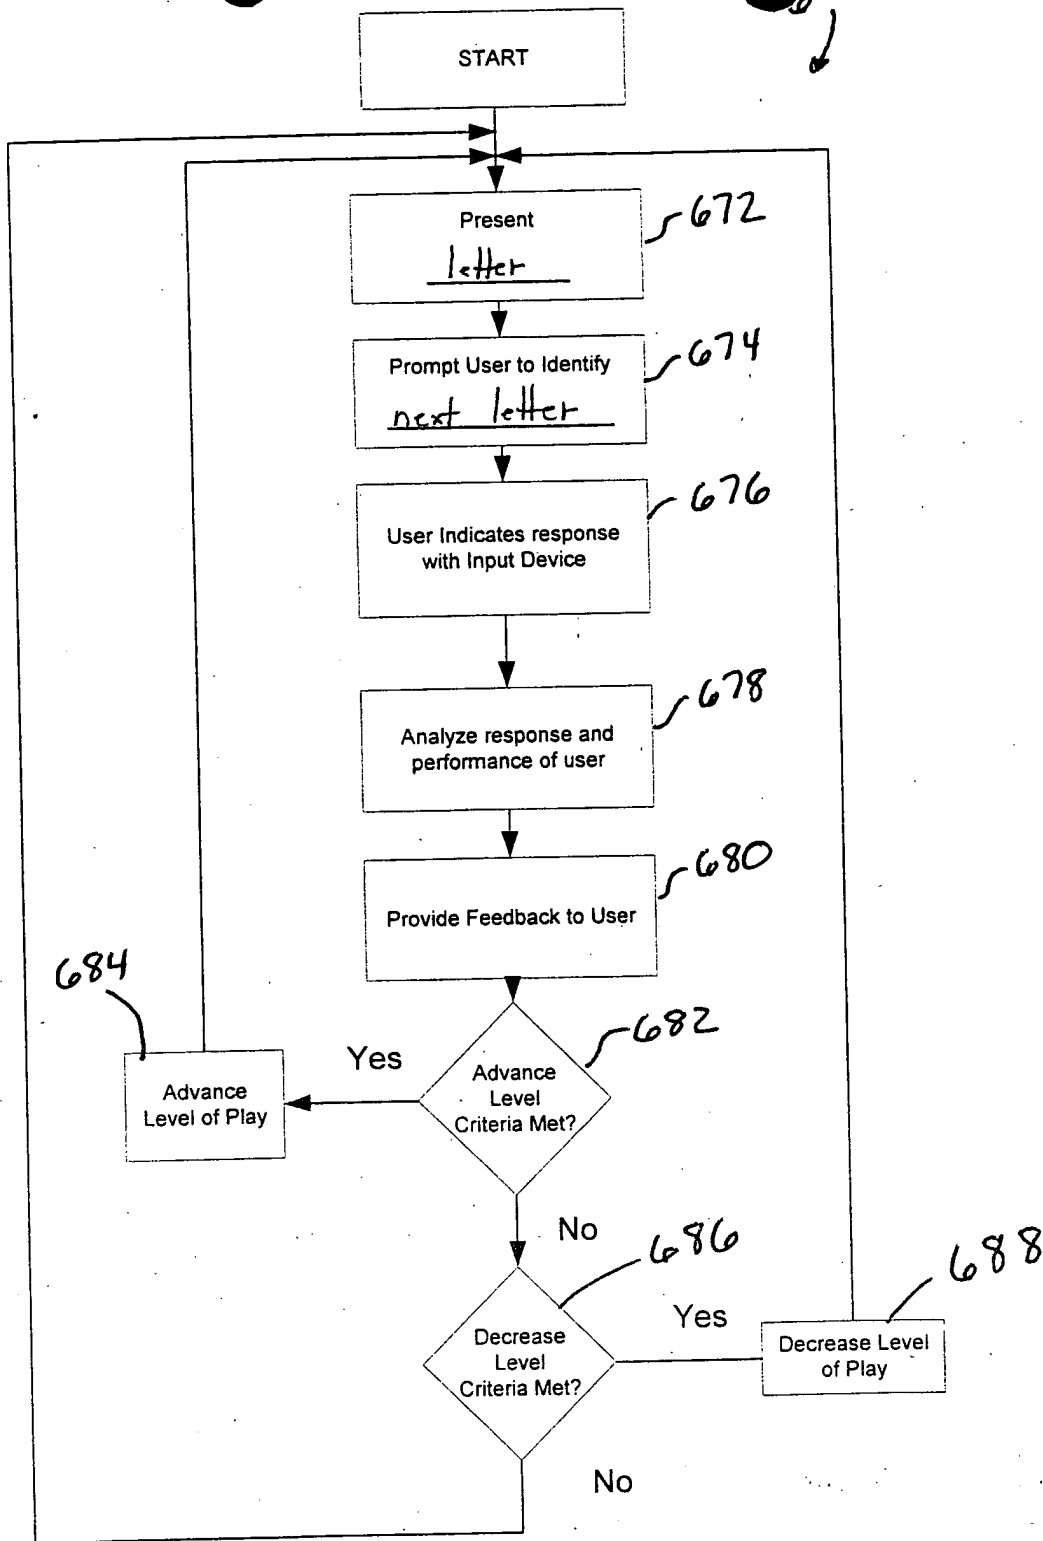 START
Present
letter
672
Prompt User to Identify
next letter
674
User Indicates response
with Input Device
676
Analyze response and
performance of user
678
Provide Feedback to User
680
684
Advance
Level of Play
Yes
Advance
Level
Criteria Met?
682
No
Decrease
Level
Criteria Met?
686
Yes
Decrease Level
of Play
688
No